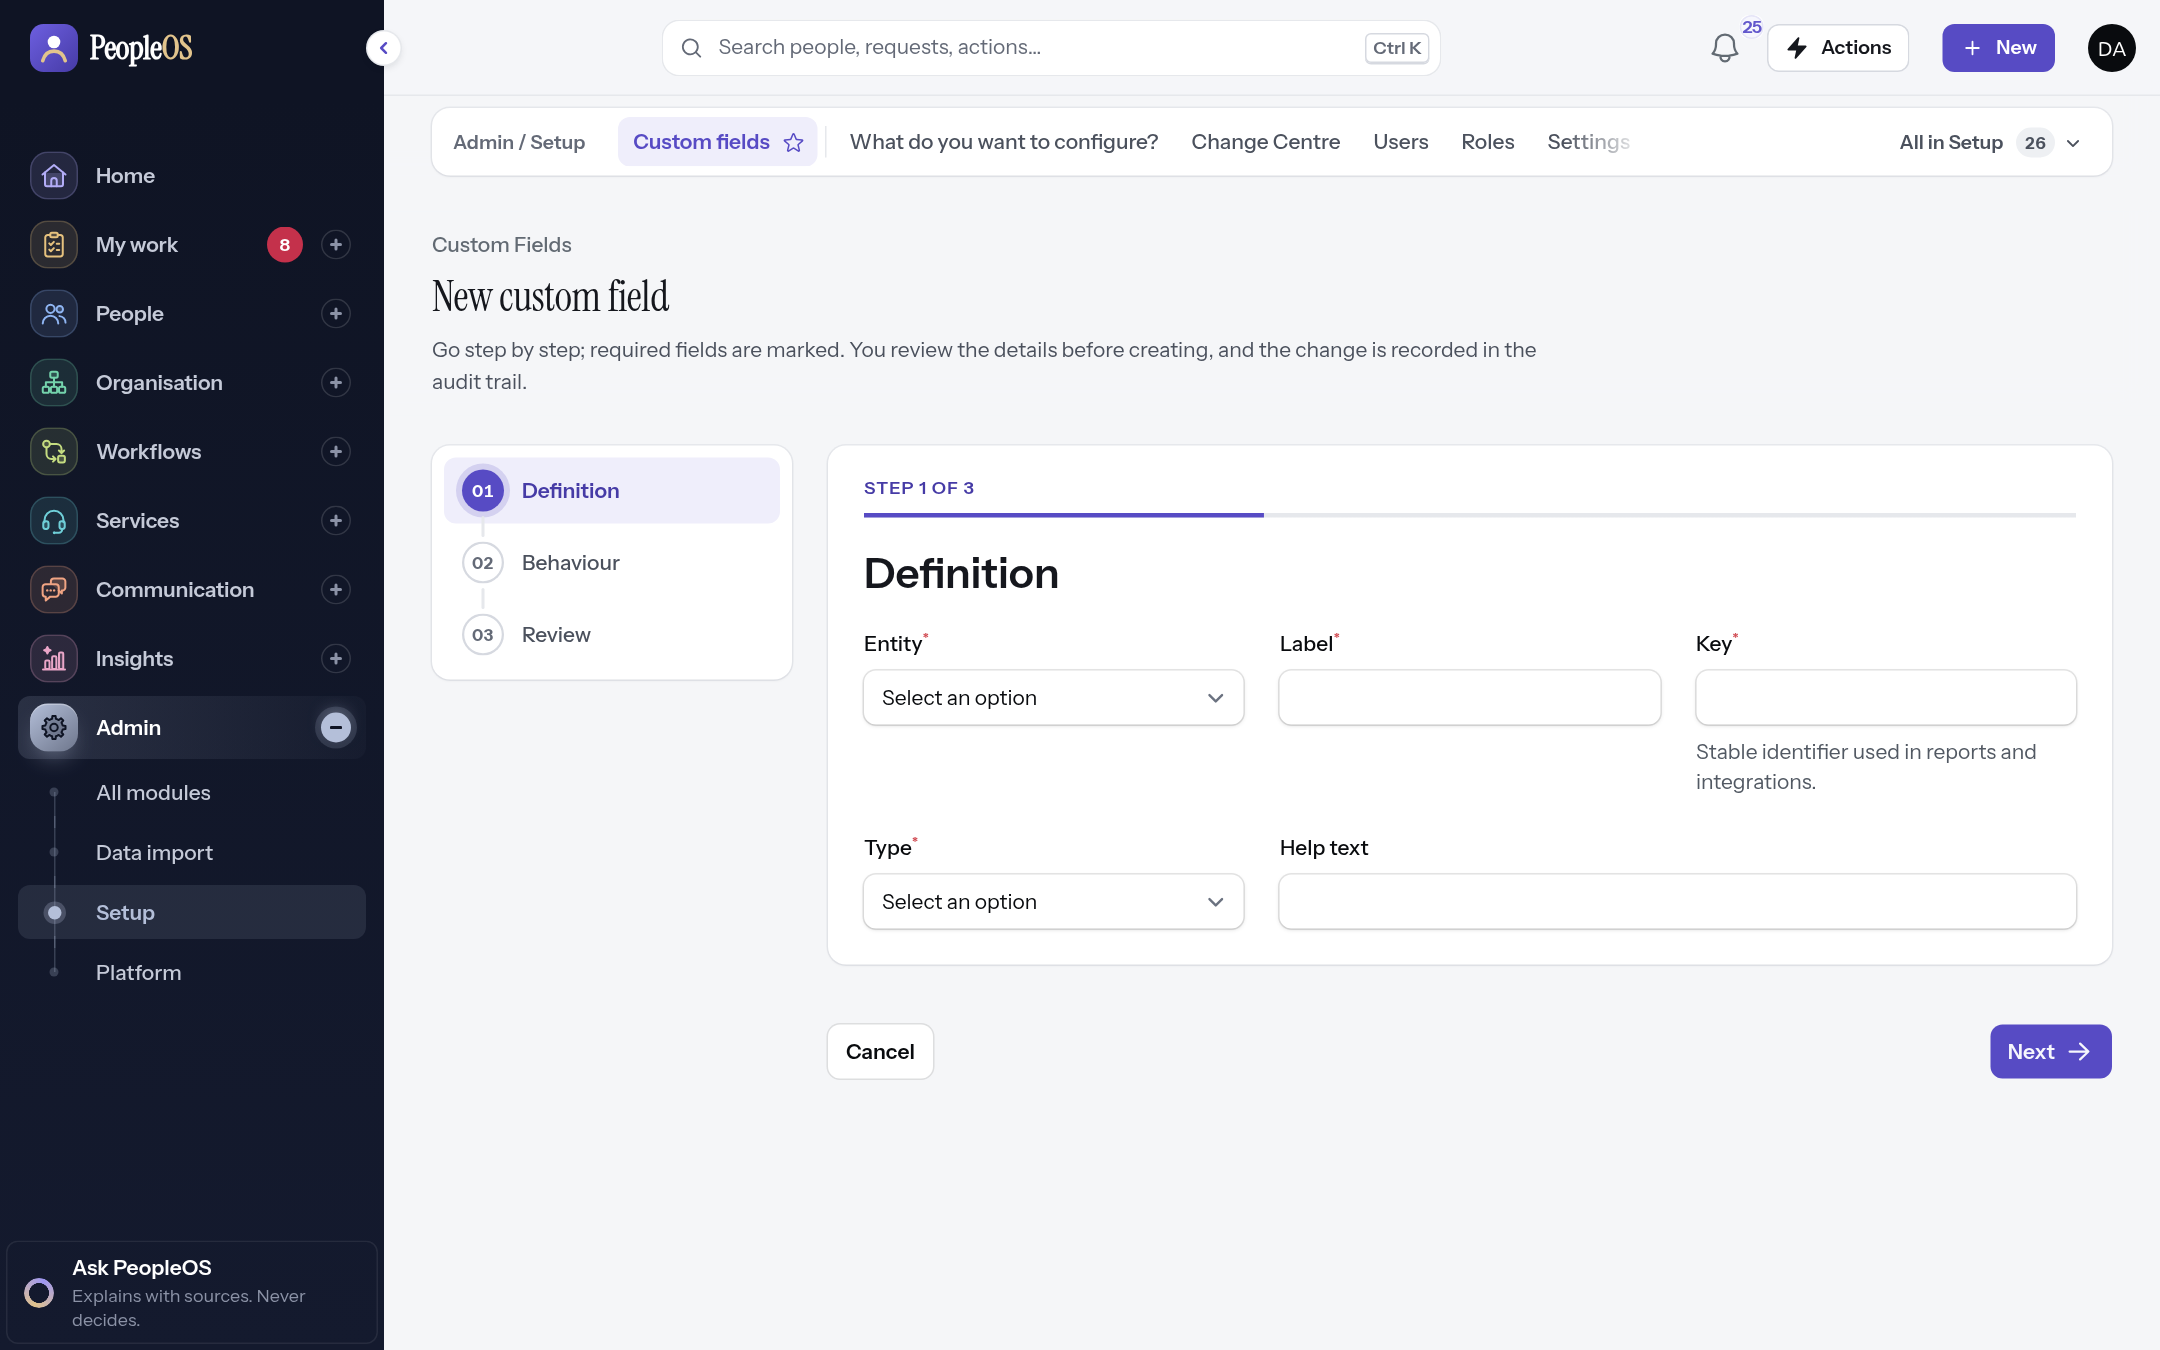 PeopleOS
Search people, requests, actions...
Ctrl K
25
Actions
New
DA
Home
My work
8
People
Organisation
Workflows
Services
Communication
Insights
Admin
All modules
Data import
Setup
Platform
Ask PeopleOS
Explains with sources. Never
decides.
Admin / Setup
Custom fields
What do you want to configure?
Change Centre
Users
Roles
Settings
All in Setup
26
Custom Fields
New custom field
Go step by step; required fields are marked. You review the details before creating, and the change is recorded in the
audit trail.
01 Definition
02 Behaviour
03 Review
STEP 1 OF 3
Definition
Entity*
Label*
Key*
Select an option
Stable identifier used in reports and
integrations.
Type*
Help text
Select an option
Cancel
Next